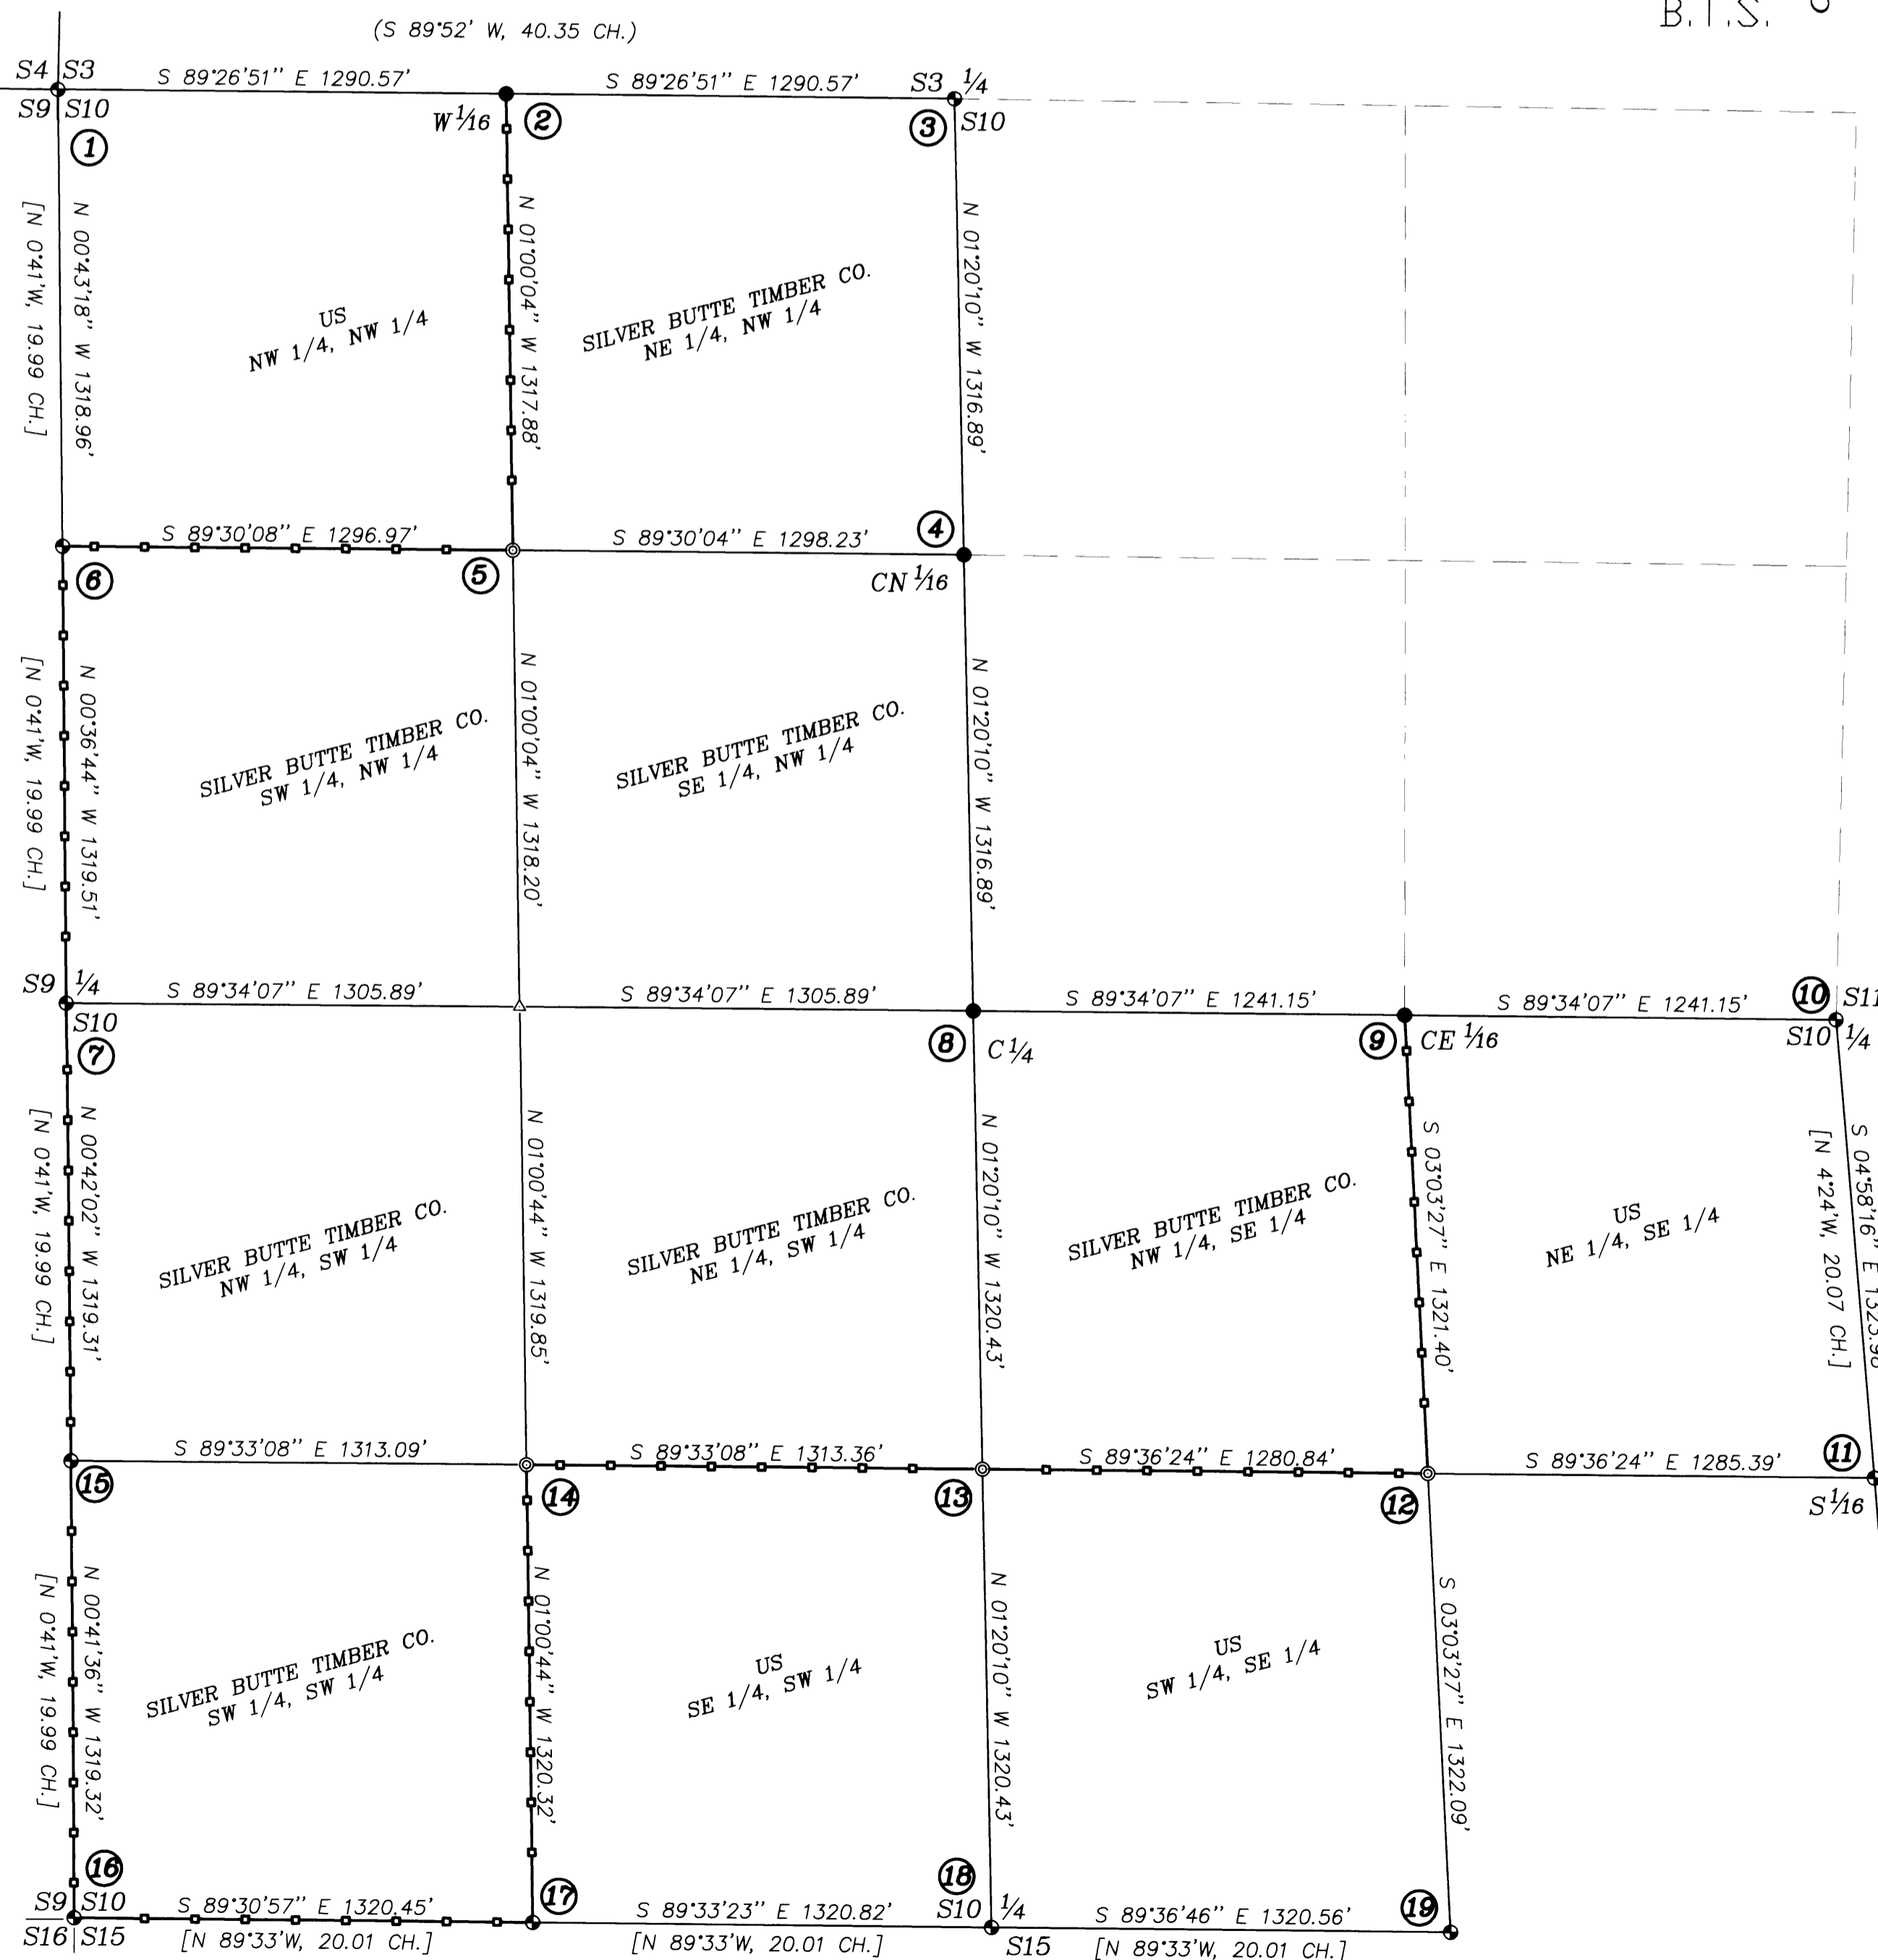 B.T.S.
(S 89°52' W, 40.35 CH.)
S4 S3
S 89°26'51" E 1290.57'
S 89°26'51" E 1290.57'
S3 1/4
S9 S10
W 1/16
2
3
S10
1
[N 0°41'W, 19.99 CH.]
N 00°43'18" W 1318.96'
N 01°00'04" W 1317.88'
N 01°20'10" W 1316.89'
US
NW 1/4, NW 1/4
SILVER BUTTE TIMBER CO.
NE 1/4, NW 1/4
S 89°30'08" E 1296.97'
S 89°30'04" E 1298.23'
4
6
5
CN 1/16
[N 0°41'W, 19.99 CH.]
N 00°36'44" W 1319.51'
N 01°00'04" W 1318.20'
N 01°20'10" W 1316.89'
SILVER BUTTE TIMBER CO.
SW 1/4, NW 1/4
SILVER BUTTE TIMBER CO.
SE 1/4, NW 1/4
S9 1/4
S 89°34'07" E 1305.89'
S 89°34'07" E 1305.89'
S 89°34'07" E 1241.15'
S 89°34'07" E 1241.15'
10
S11
S10
7
8
C 1/4
9
CE 1/16
S10 1/4
[N 0°41'W, 19.99 CH.]
N 00°42'02" W 1319.31'
N 01°00'44" W 1319.85'
N 01°20'10" W 1320.43'
S 03°03'27" E 1321.40'
[N 4°24'W, 20.07 CH.]
S 04°58'16" E 1323.98'
SILVER BUTTE TIMBER CO.
NW 1/4, SW 1/4
SILVER BUTTE TIMBER CO.
NE 1/4, SW 1/4
SILVER BUTTE TIMBER CO.
NW 1/4, SE 1/4
US
NE 1/4, SE 1/4
S 89°33'08" E 1313.09'
S 89°33'08" E 1313.36'
S 89°36'24" E 1280.84'
S 89°36'24" E 1285.39'
11
15
14
13
12
S 1/16
[N 0°41'W, 19.99 CH.]
N 00°41'36" W 1319.32'
N 01°00'44" W 1320.32'
N 01°20'10" W 1320.43'
S 03°03'27" E 1322.09'
SILVER BUTTE TIMBER CO.
SW 1/4, SW 1/4
US
SE 1/4, SW 1/4
US
SW 1/4, SE 1/4
16
17
18
19
S9 S10
S 89°30'57" E 1320.45'
S 89°33'23" E 1320.82'
S10 1/4
S 89°36'46" E 1320.56'
S16 S15
[N 89°33'W, 20.01 CH.]
[N 89°33'W, 20.01 CH.]
S15
[N 89°33'W, 20.01 CH.]